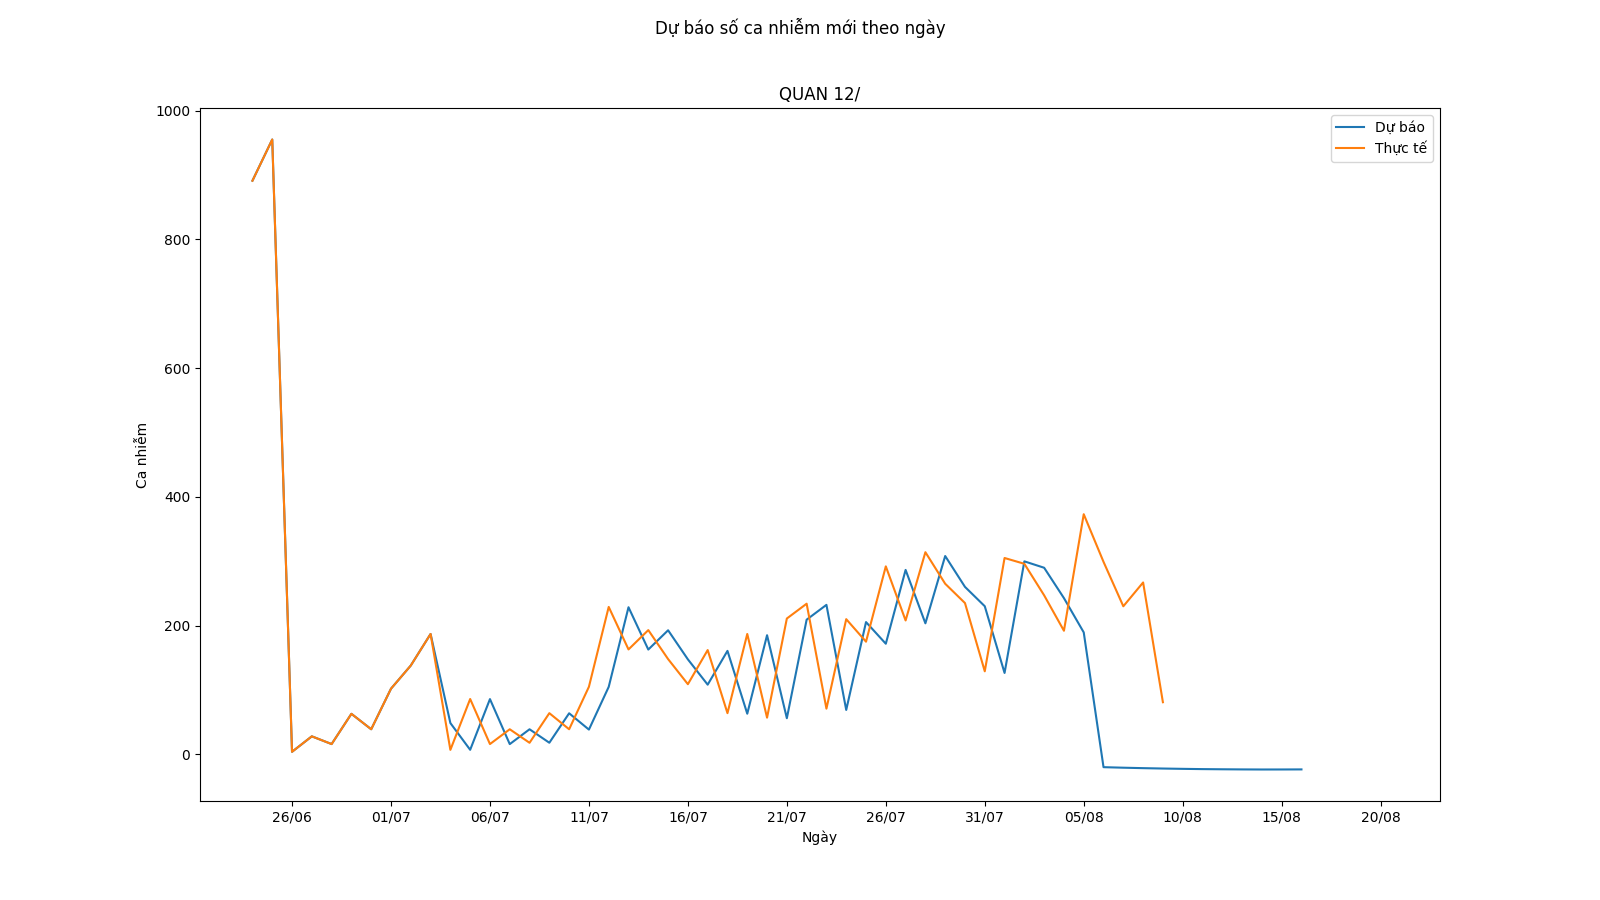 Dự báo số ca nhiễm mới theo ngày
QUAN 12/
1000
800
600
400
200
0
Ca nhiễm
Dự báo
Thực tế
26/06 01/07 06/07 11/07 16/07 21/07 26/07 31/07 05/08 10/08 15/08 20/08
Ngày